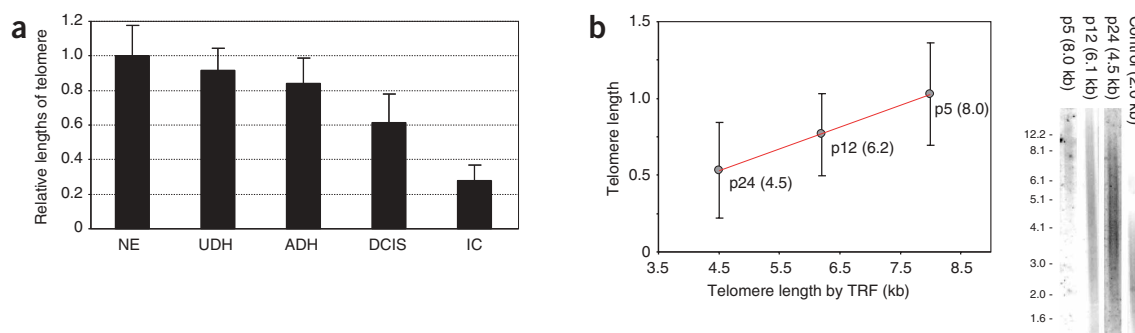 a
Relative lengths of telomere
1.2
1.0
0.8
0.6
0.4
0.2
0
NE UDH ADH DCIS IC
b
Telomere length
1.5
1.0
0.5
0
p5 (8.0)
p12 (6.2)
p24 (4.5)
3.5 4.5 5.5 6.5 7.5 8.5
Telomere length by TRF (kb)
p5 (8.0 kb)
p12 (6.1 kb)
p24 (4.5 kb)
Control (2.0 kb)
12.2 -
8.1 -
6.1 -
5.1 -
4.1 -
3.0 -
2.0 -
1.6 -